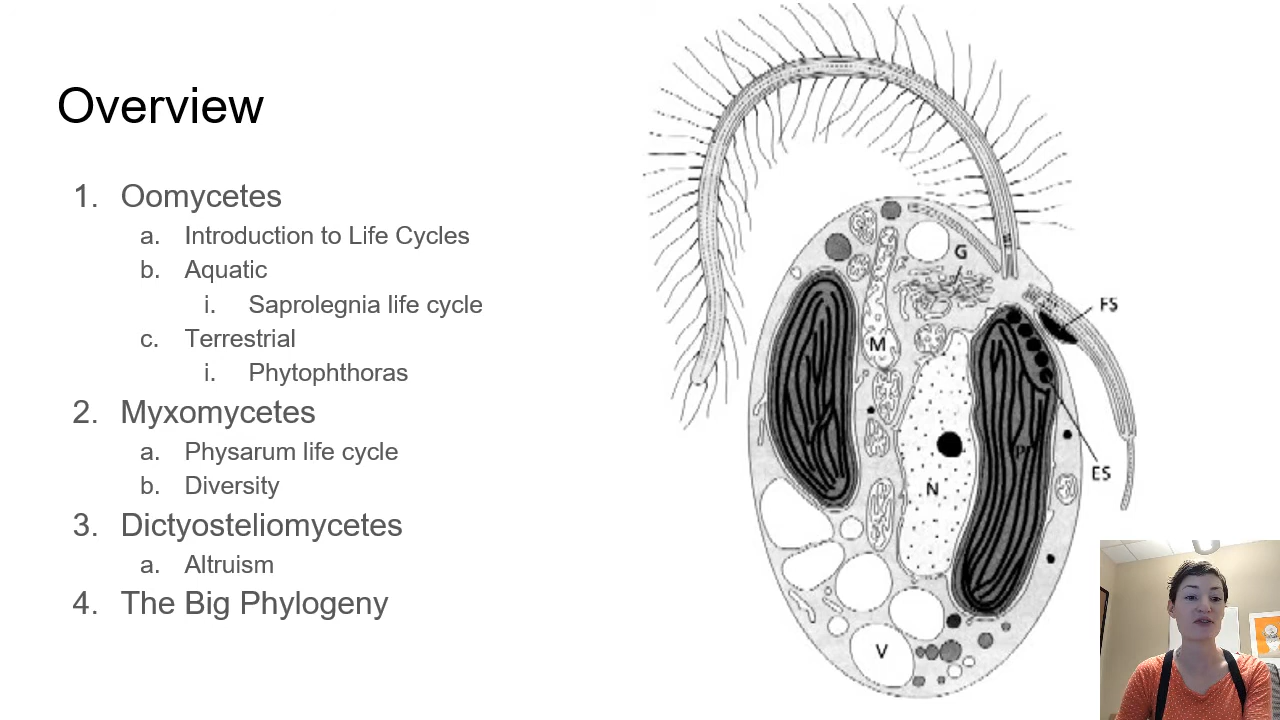 Overview
1. Oomycetes
a. Introduction to Life Cycles
b. Aquatic
i. Saprolegnia life cycle
c. Terrestrial
i. Phytophthoras
2. Myxomycetes
a. Physarum life cycle
b. Diversity
3. Dictyosteliomycetes
a. Altruism
4. The Big Phylogeny
G
FS
M
pr
ES
N
V